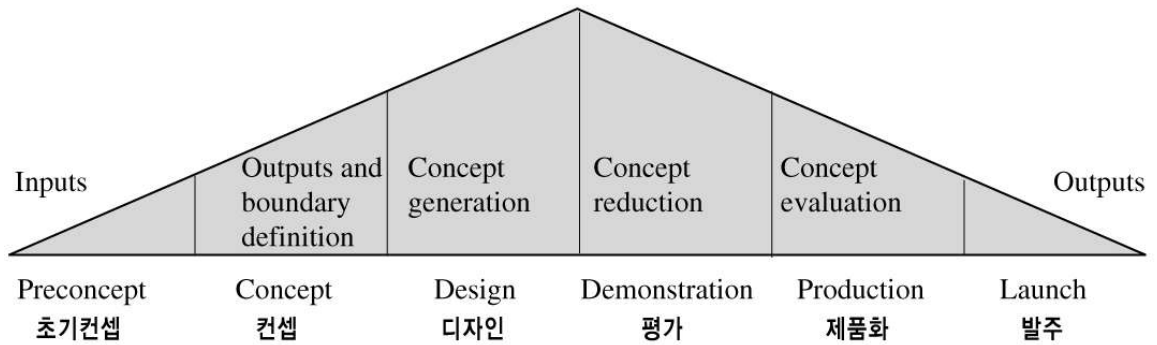 Inputs
Outputs and
boundary
definition
Concept
generation
Concept
reduction
Concept
evaluation
Outputs
Preconcept
Concept
Design
Demonstration
Production
Launch
초기컨셉
컨셉
디자인
평가
제품화
발주